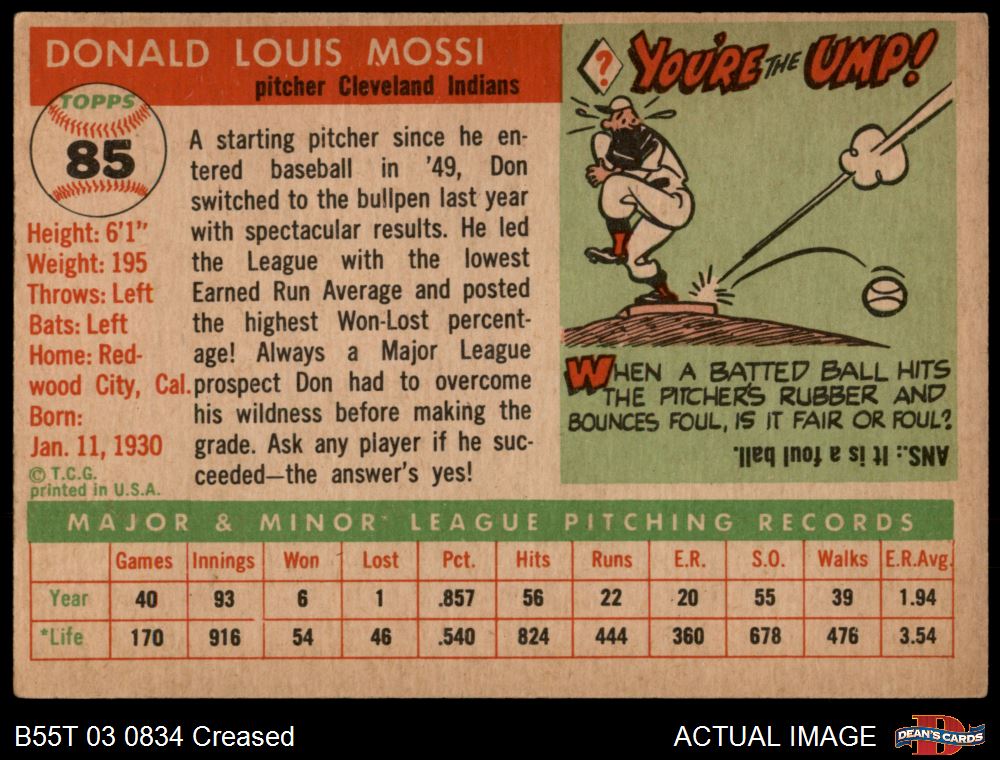 DONALD LOUIS MOSSI
pitcher Cleveland Indians
TOPPS
85
Height: 6'1"
Weight: 195
Throws: Left
Bats: Left
Home: Red-
wood City, Cal.
Born:
Jan. 11, 1930
© T.C.G.
printed in U.S.A.
A starting pitcher since he en-
tered baseball in '49, Don
switched to the bullpen last year
with spectacular results. He led
the League with the lowest
Earned Run Average and posted
the highest Won-Lost percent-
age! Always a Major League
prospect Don had to overcome
his wildness before making the
grade. Ask any player if he suc-
ceeded—the answer's yes!
? YOU'RE THE UMP!
WHEN A BATTED BALL HITS
THE PITCHER'S RUBBER AND
BOUNCES FOUL, IS IT FAIR OR FOUL?
ANS.: It is a foul ball.
MAJOR & MINOR LEAGUE PITCHING RECORDS
Games Innings Won Lost Pct. Hits Runs E.R. S.O. Walks E.R.Avg.
Year 40 93 6 1 .857 56 22 20 55 39 1.94
*Life 170 916 54 46 .540 824 444 360 678 476 3.54
B55T 03 0834 Creased
ACTUAL IMAGE
D
DEAN'S CARDS